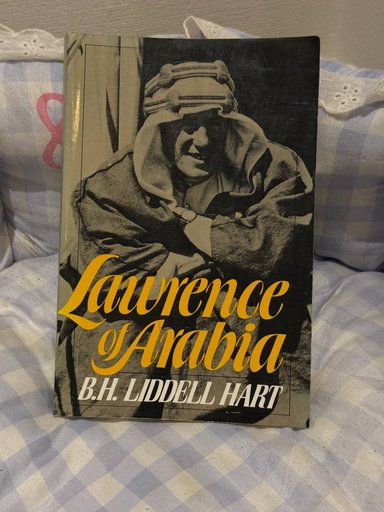 Lawrence
of Arabia
B.H. LIDDELL HART